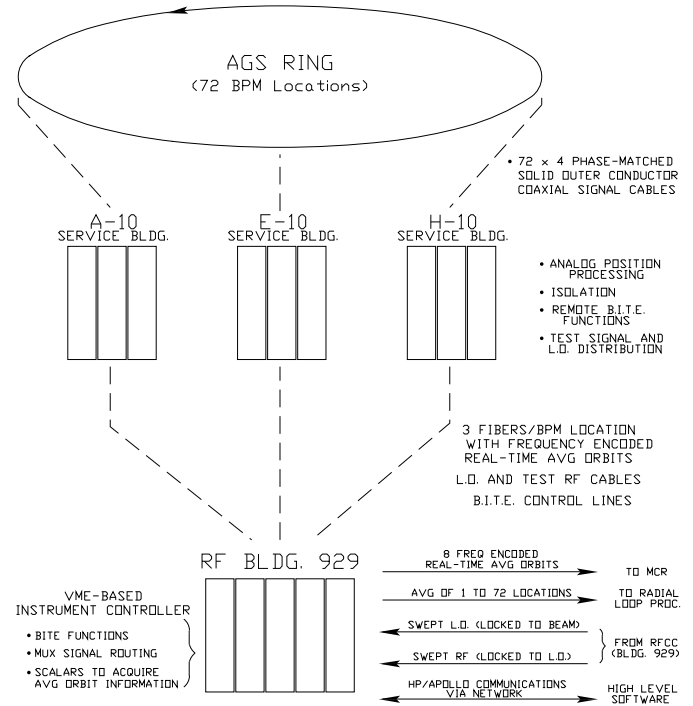 AGS RING
(72 BPM Locations)
• 72 × 4 PHASE-MATCHED
SOLID OUTER CONDUCTOR
COAXIAL SIGNAL CABLES
A-10
SERVICE BLDG.
E-10
SERVICE BLDG.
H-10
SERVICE BLDG.
• ANALOG POSITION
PROCESSING
• ISOLATION
• REMOTE B.I.T.E.
FUNCTIONS
• TEST SIGNAL AND
L.O. DISTRIBUTION
3 FIBERS/BPM LOCATION
WITH FREQUENCY ENCODED
REAL-TIME AVG ORBITS
L.O. AND TEST RF CABLES
B.I.T.E. CONTROL LINES
RF BLDG. 929
VME-BASED
INSTRUMENT CONTROLLER
• BITE FUNCTIONS
• MUX SIGNAL ROUTING
• SCALARS TO ACQUIRE
AVG ORBIT INFORMATION
8 FREQ ENCODED
REAL-TIME AVG ORBITS
TO MCR
AVG OF 1 TO 72 LOCATIONS
TO RADIAL
LOOP PROC.
SWEPT L.O. (LOCKED TO BEAM)
SWEPT RF (LOCKED TO L.O.)
FROM RFCC
(BLDG. 929)
HP/APOLLO COMMUNICATIONS
VIA NETWORK
HIGH LEVEL
SOFTWARE